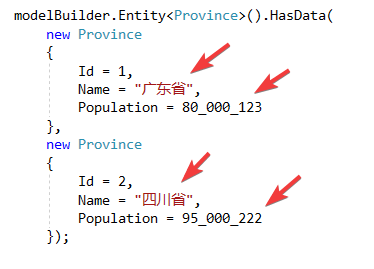 modelBuilder.Entity<Province>().HasData(
new Province
{
Id = 1,
Name = "广东省",
Population = 80_000_123
},
new Province
{
Id = 2,
Name = "四川省",
Population = 95_000_222
});